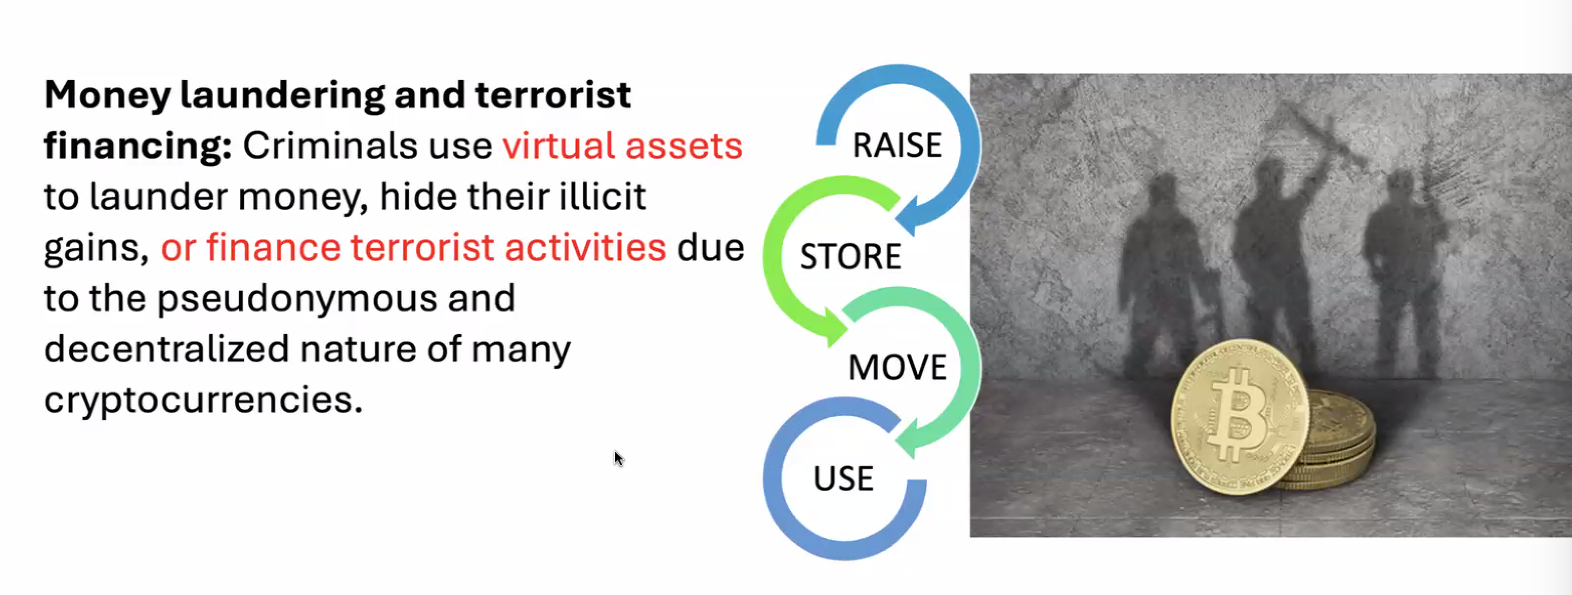 Money laundering and terrorist
financing: Criminals use virtual assets
to launder money, hide their illicit
gains, or finance terrorist activities due
to the pseudonymous and
decentralized nature of many
cryptocurrencies.
RAISE
STORE
MOVE
USE